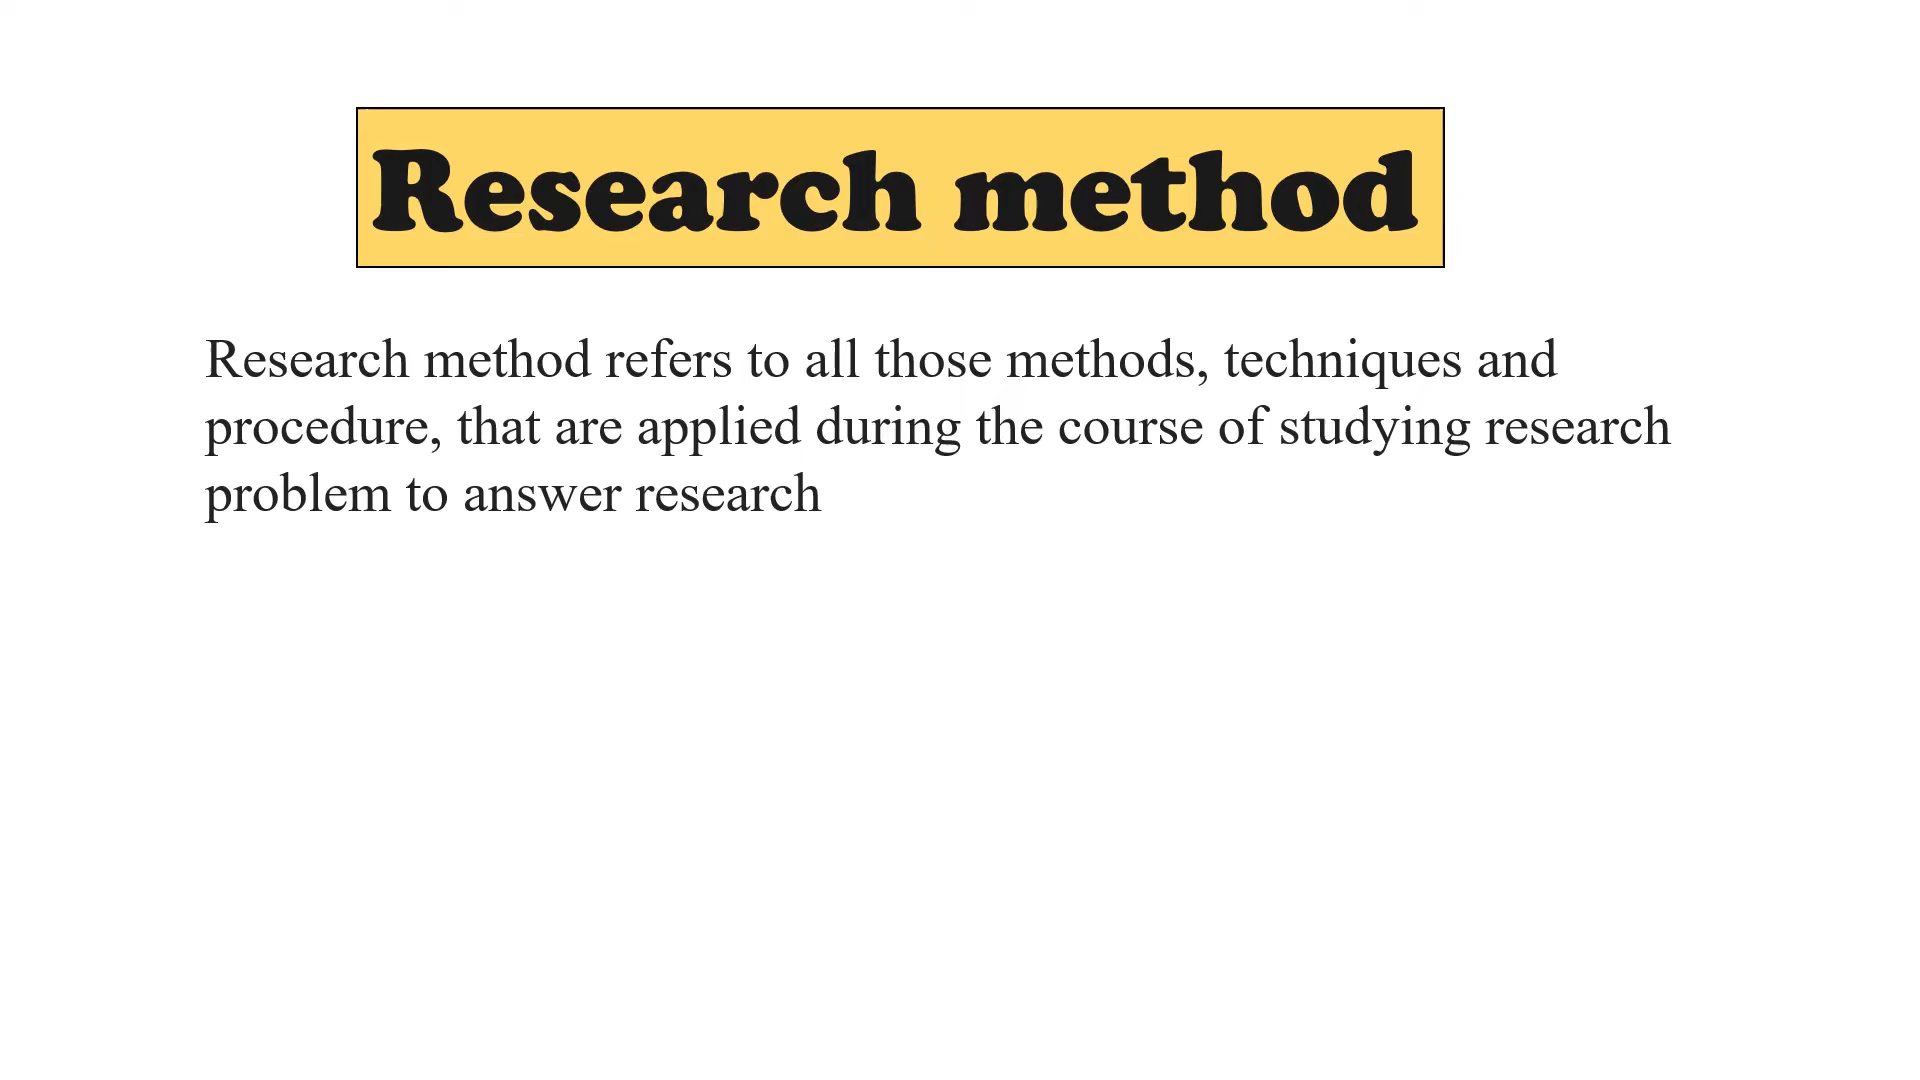 Research method
Research method refers to all those methods, techniques and
procedure, that are applied during the course of studying research
problem to answer research